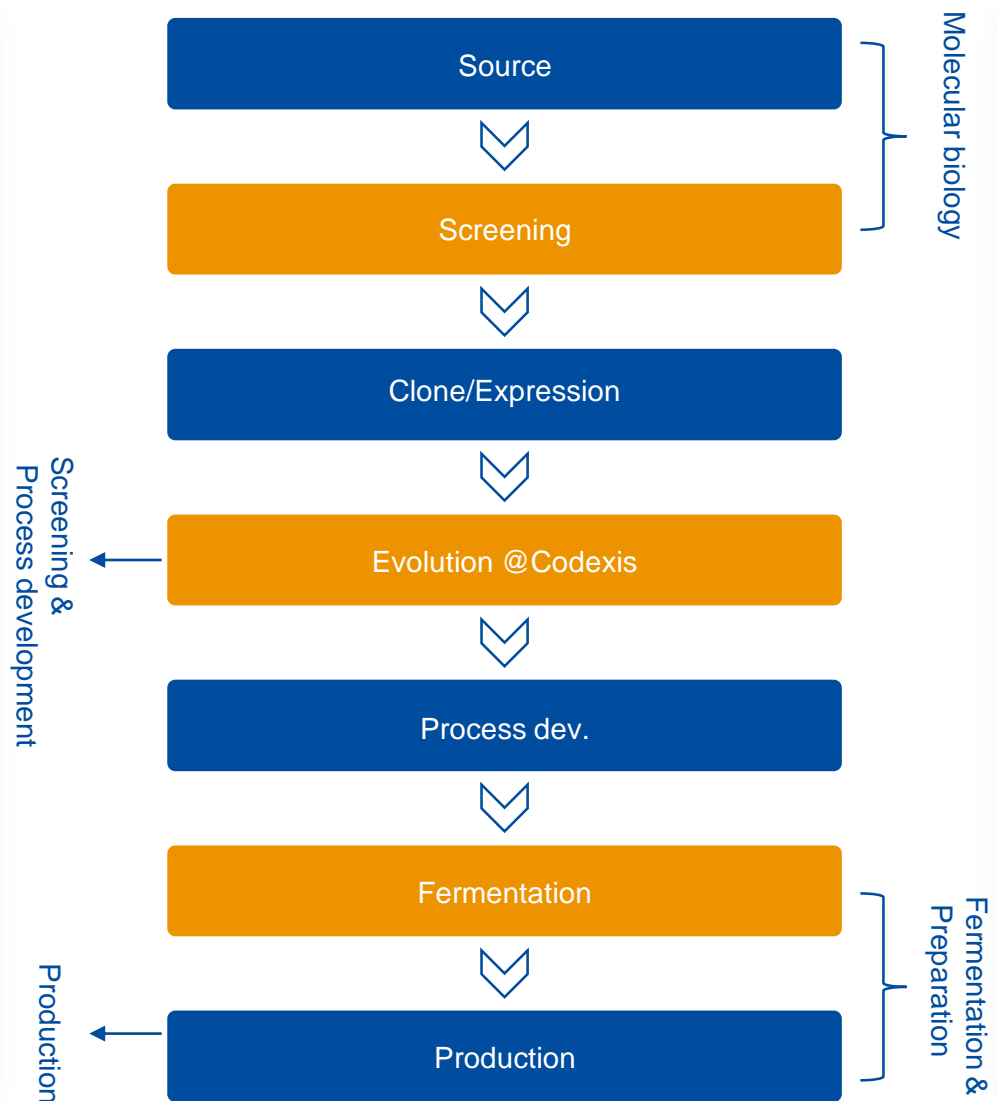 Source
Molecular biology
Screening
Clone/Expression
Screening &
Process development
Evolution @Codexis
Process dev.
Fermentation
Fermentation &
Preparation
Production
Production